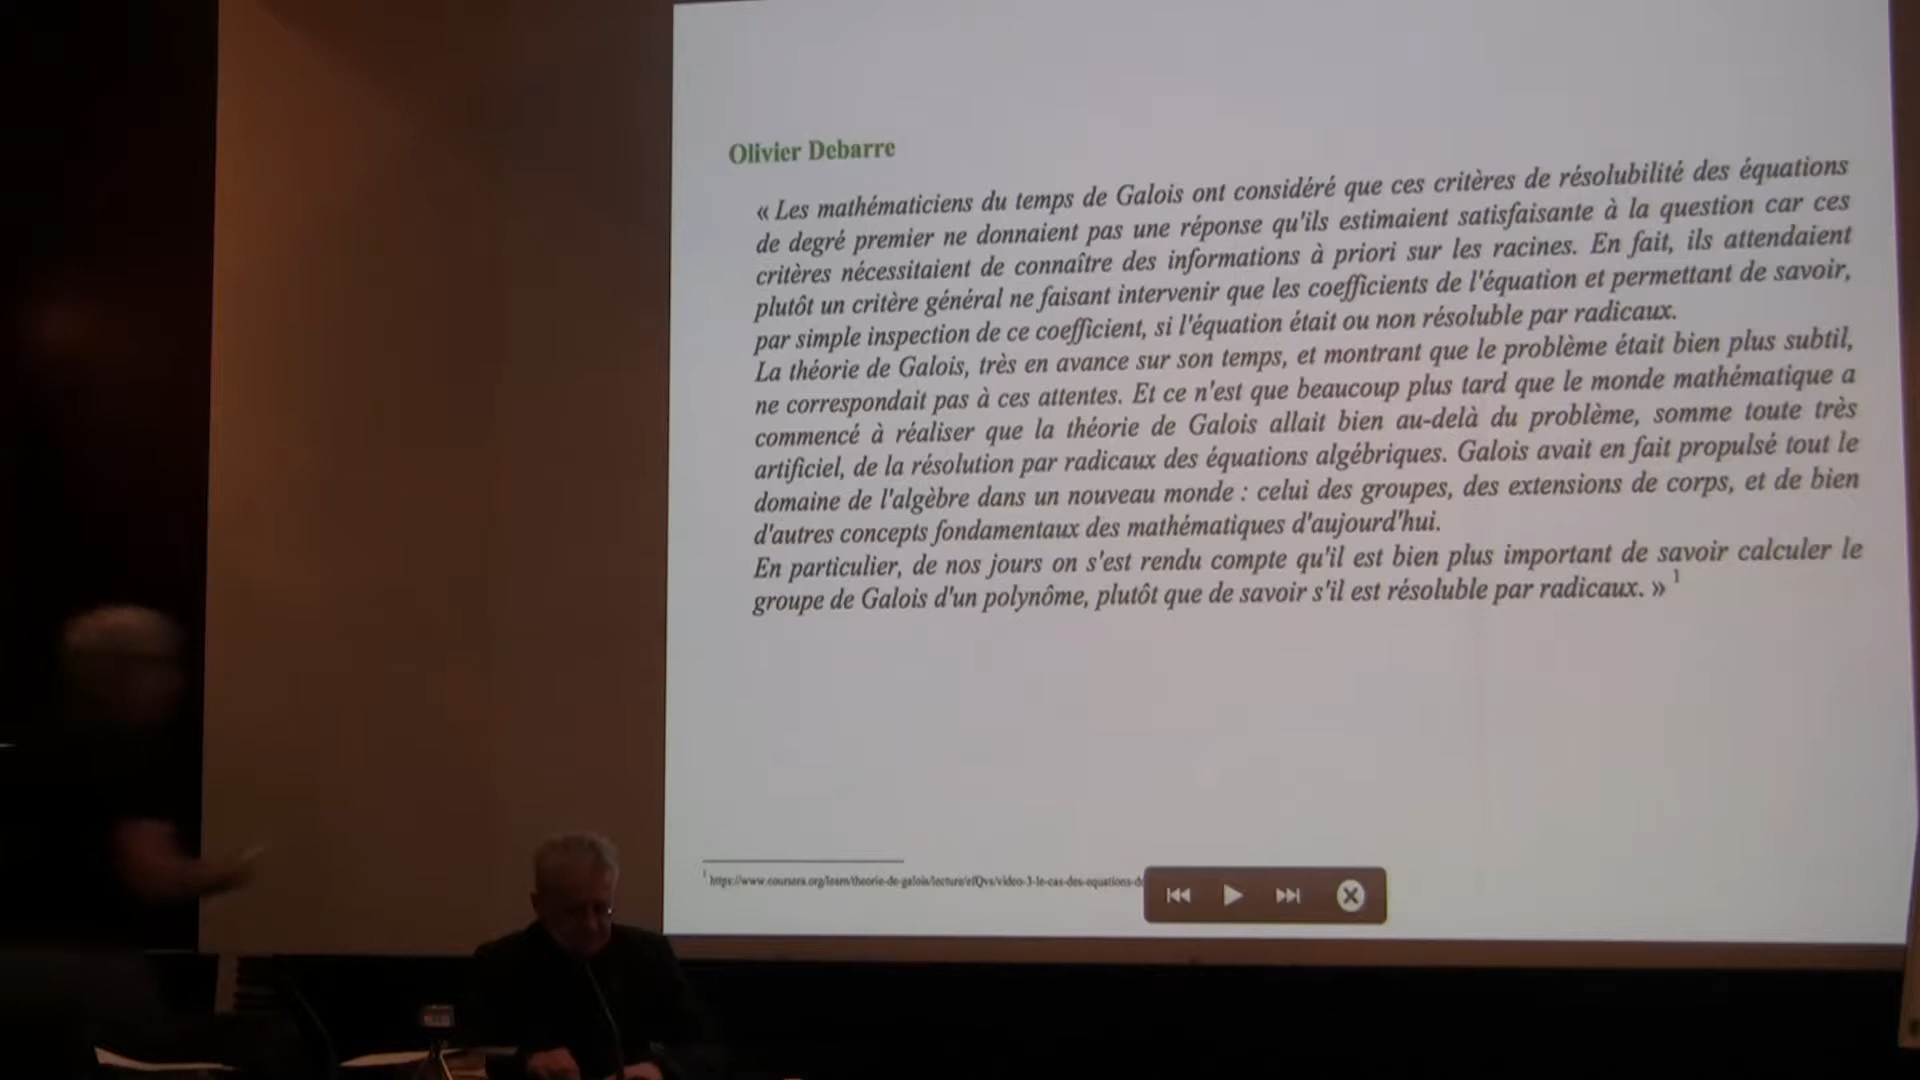 Olivier Debarre
« Les mathématiciens du temps de Galois ont considéré que ces critères de résolubilité des équations
de degré premier ne donnaient pas une réponse qu'ils estimaient satisfaisante à la question car ces
critères nécessitaient de connaître des informations à priori sur les racines. En fait, ils attendaient
plutôt un critère général ne faisant intervenir que les coefficients de l'équation et permettant de savoir,
par simple inspection de ce coefficient, si l'équation était ou non résoluble par radicaux.
La théorie de Galois, très en avance sur son temps, et montrant que le problème était bien plus subtil,
ne correspondait pas à ces attentes. Et ce n'est que beaucoup plus tard que le monde mathématique a
commencé à réaliser que la théorie de Galois allait bien au-delà du problème, somme toute très
artificiel, de la résolution par radicaux des équations algébriques. Galois avait en fait propulsé tout le
domaine de l'algèbre dans un nouveau monde : celui des groupes, des extensions de corps, et de bien
d'autres concepts fondamentaux des mathématiques d'aujourd'hui.
En particulier, de nos jours on s'est rendu compte qu'il est bien plus important de savoir calculer le
groupe de Galois d'un polynôme, plutôt que de savoir s'il est résoluble par radicaux. » 1
1 https://www.coursera.org/learn/theorie-de-galois/lecture/efQvs/video-3-le-cas-des-equations-de